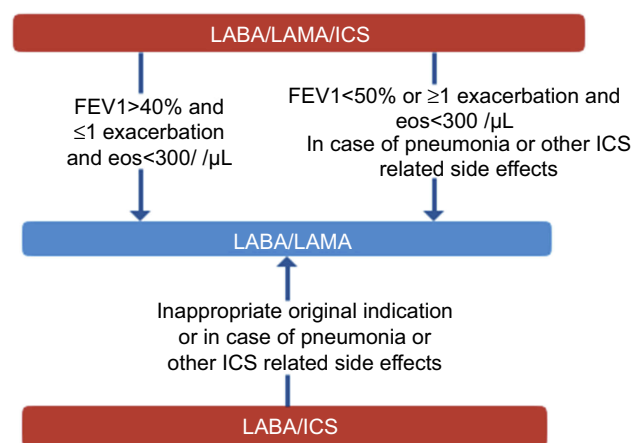 LABA/LAMA/ICS
FEV1>40% and
≤1 exacerbation
and eos<300/ /μL
FEV1<50% or ≥1 exacerbation and
eos<300 /μL
In case of pneumonia or other ICS
related side effects
LABA/LAMA
Inappropriate original indication
or in case of pneumonia or
other ICS related side effects
LABA/ICS